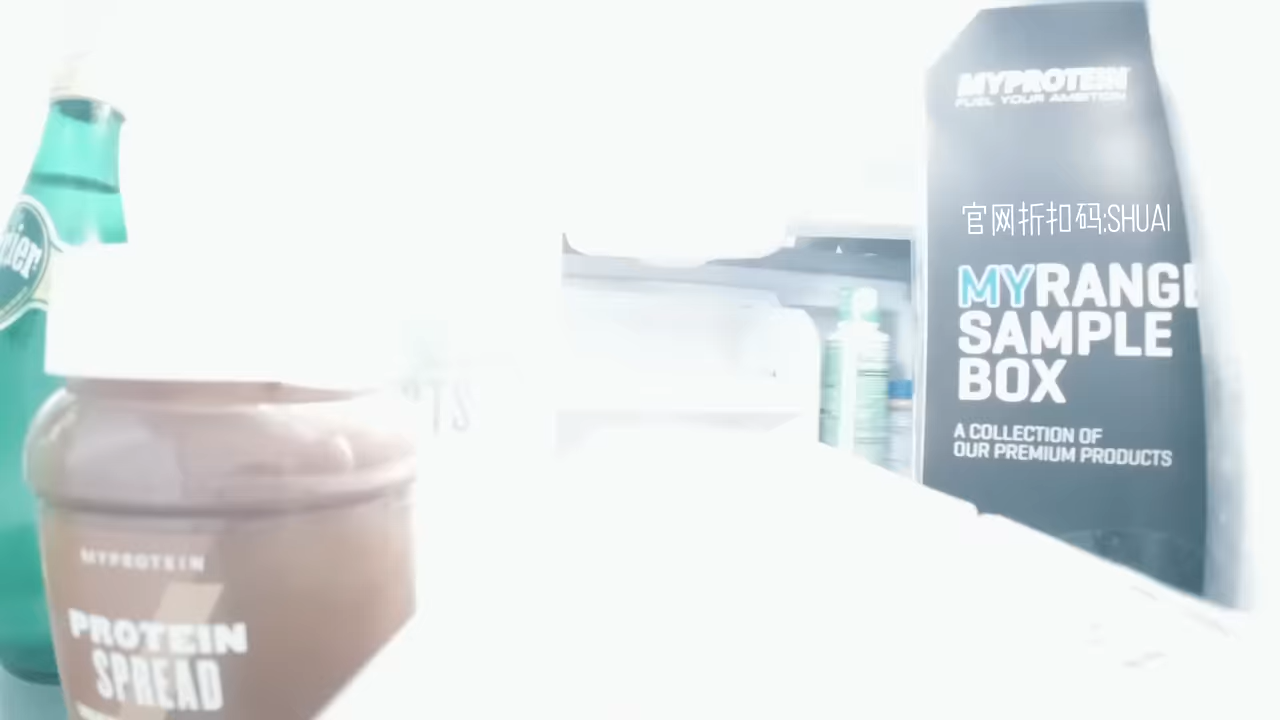 MYPROTEIN
FUEL YOUR AMBITION
官网折扣码:SHUAI
MYRANGE
SAMPLE
BOX
A COLLECTION OF
OUR PREMIUM PRODUCTS
MYPROTEIN
PROTEIN
SPREAD